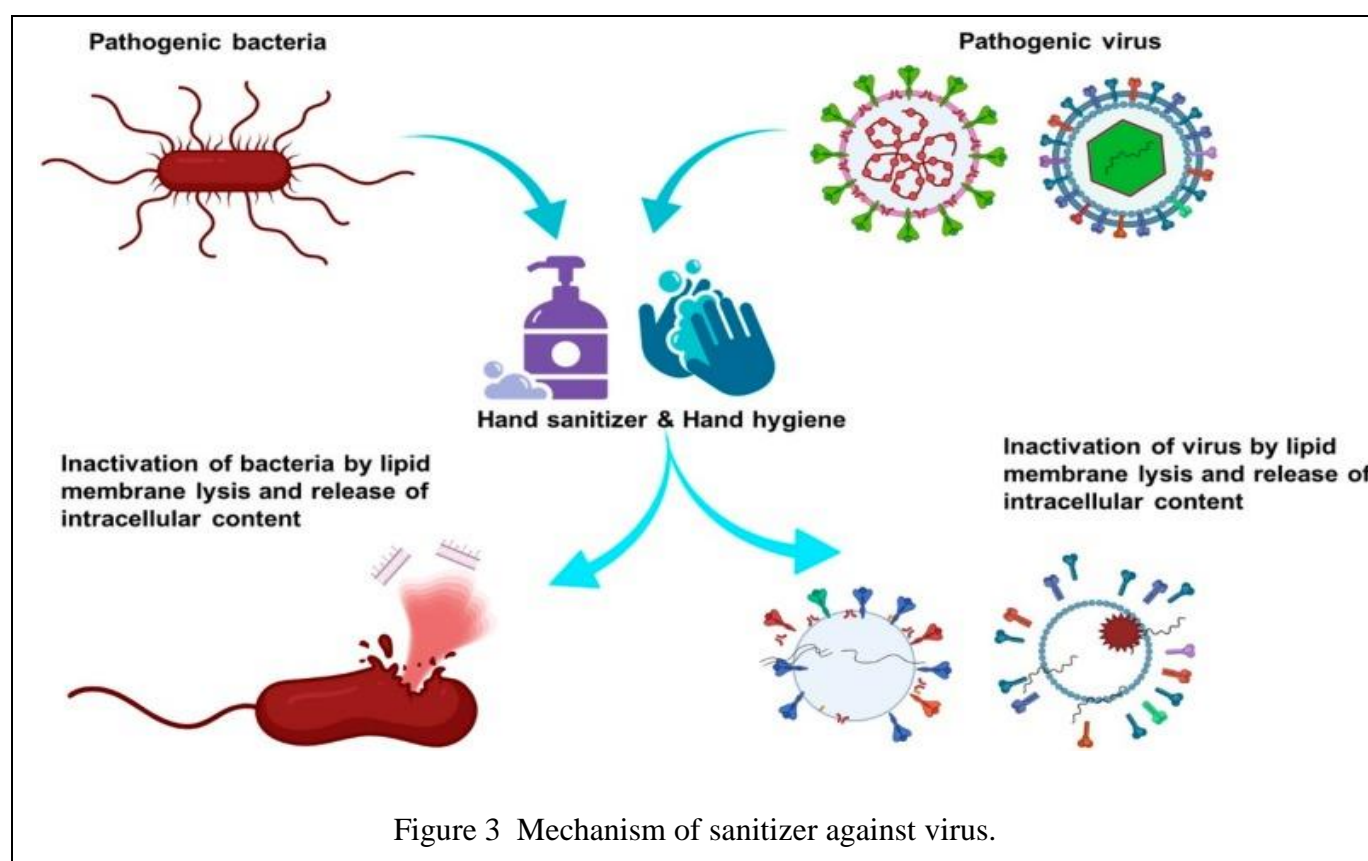 Pathogenic bacteria
Pathogenic virus
Hand sanitizer & Hand hygiene
Inactivation of bacteria by lipid
membrane lysis and release of
intracellular content
Inactivation of virus by lipid
membrane lysis and release of
intracellular content
Figure 3 Mechanism of sanitizer against virus.